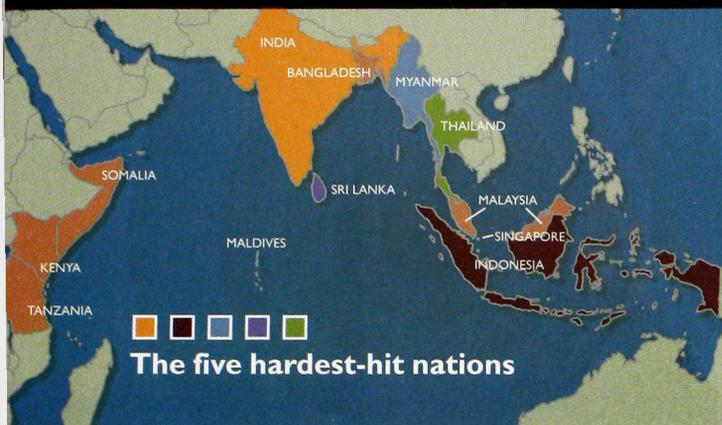 INDIA
BANGLADESH
MYANMAR
THAILAND
SOMALIA
SRI LANKA
MALAYSIA
MALDIVES
SINGAPORE
INDONESIA
KENYA
TANZANIA
The five hardest-hit nations